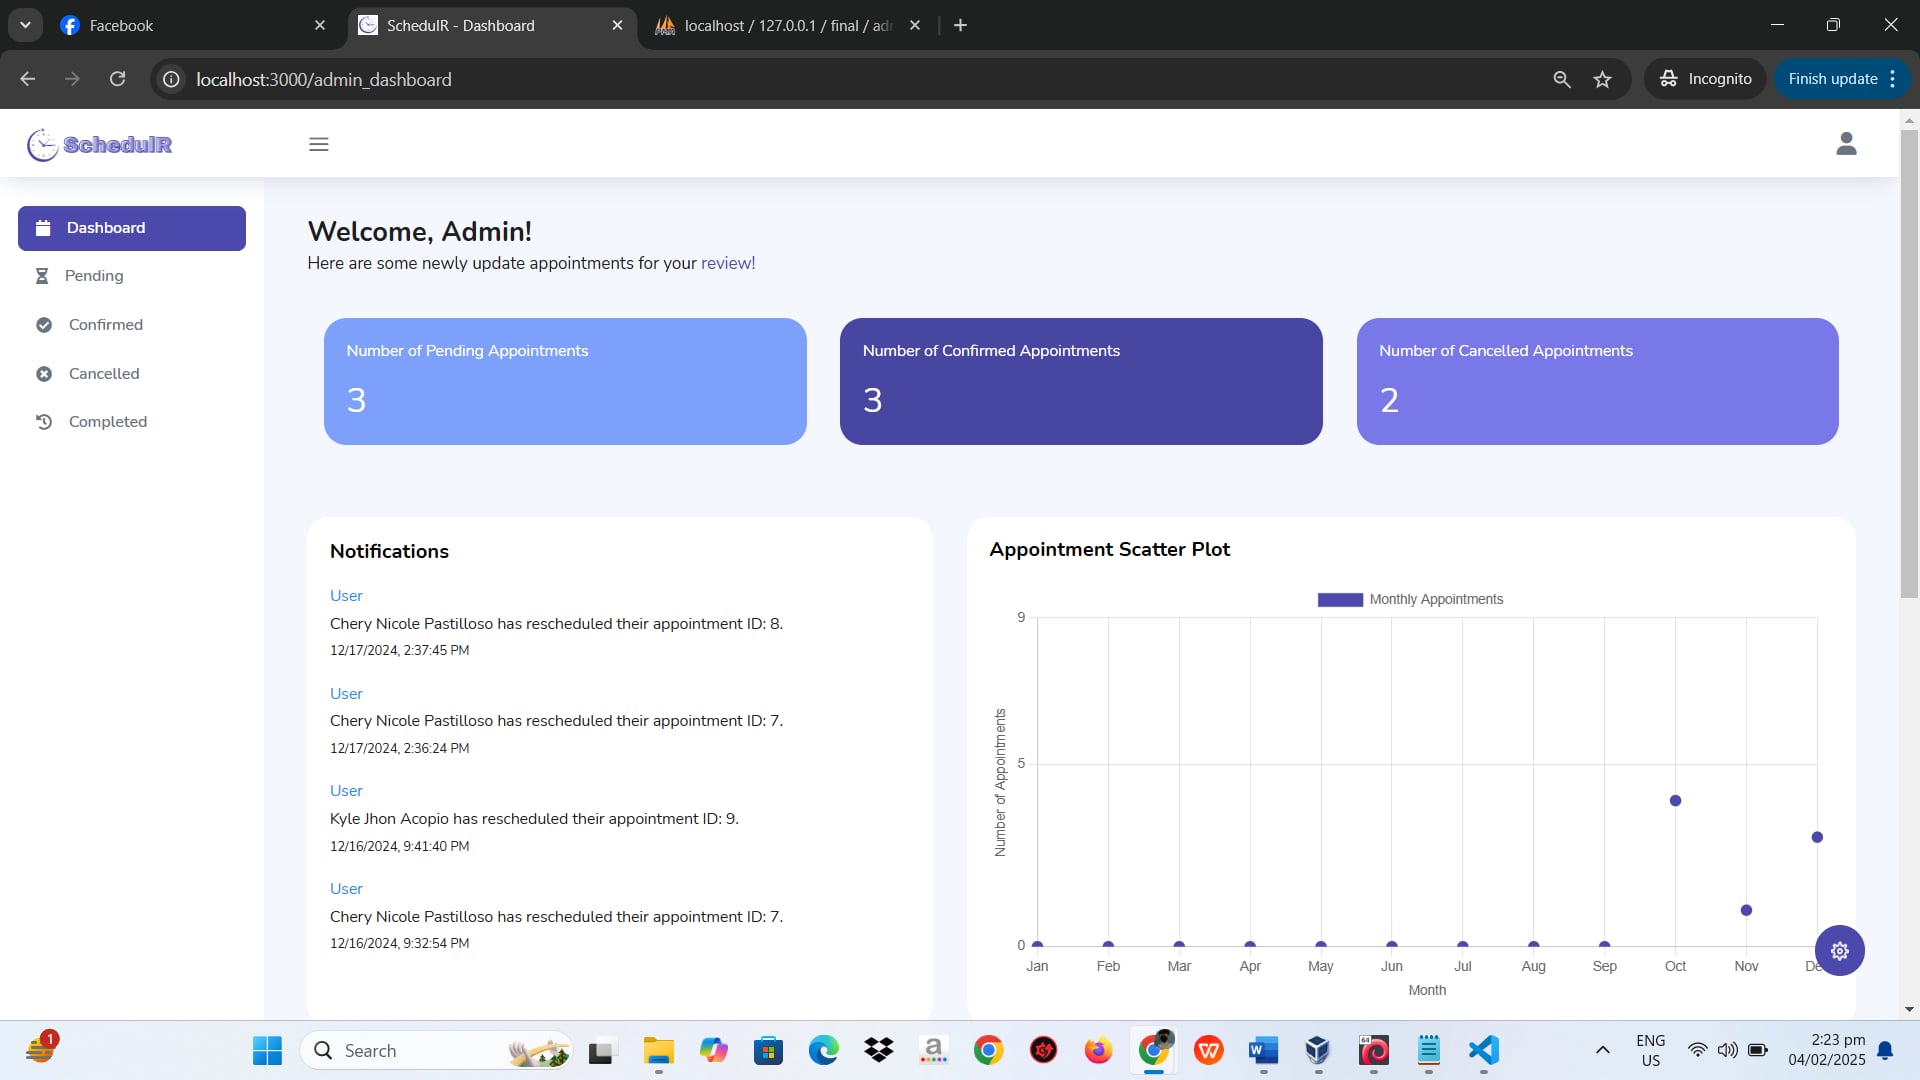 Facebook
SchedulR - Dashboard
localhost / 127.0.0.1 / final / ad
localhost:3000/admin_dashboard
Incognito
Finish update
SchedulR
Dashboard
Pending
Confirmed
Cancelled
Completed
Welcome, Admin!
Here are some newly update appointments for your review!
Number of Pending Appointments
3
Number of Confirmed Appointments
3
Number of Cancelled Appointments
2
Notifications
User
Chery Nicole Pastilloso has rescheduled their appointment ID: 8.
12/17/2024, 2:37:45 PM
User
Chery Nicole Pastilloso has rescheduled their appointment ID: 7.
12/17/2024, 2:36:24 PM
User
Kyle Jhon Acopio has rescheduled their appointment ID: 9.
12/16/2024, 9:41:40 PM
User
Chery Nicole Pastilloso has rescheduled their appointment ID: 7.
12/16/2024, 9:32:54 PM
Appointment Scatter Plot
Monthly Appointments
9
5
0
Number of Appointments
Jan Feb Mar Apr May Jun Jul Aug Sep Oct Nov De
Month
1
Search
ENG
US
2:23 pm
04/02/2025